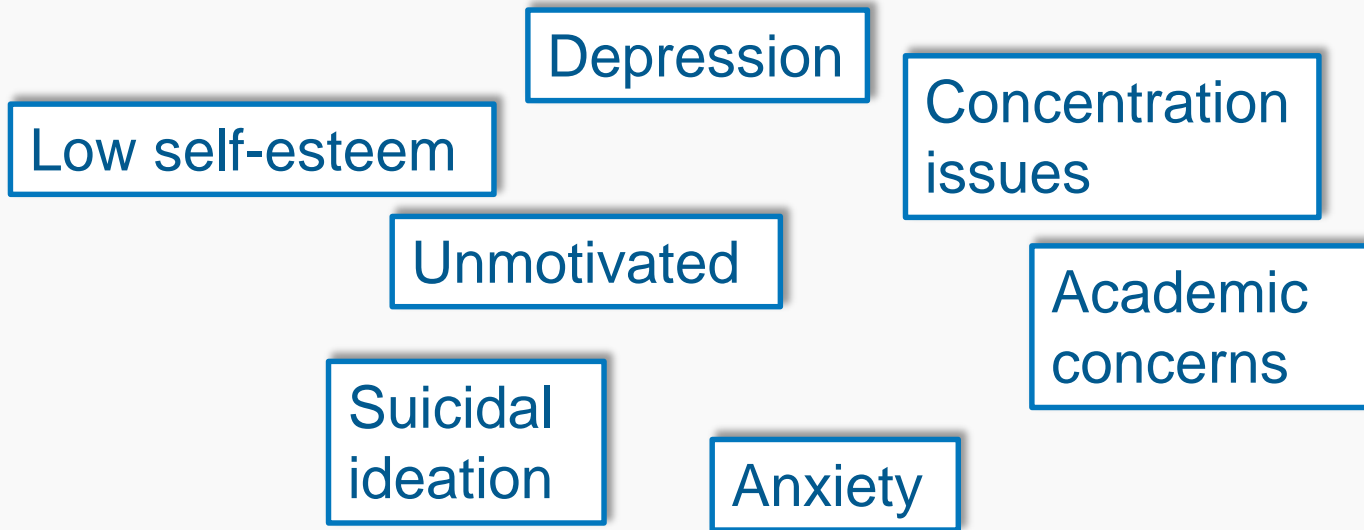 Depression
Concentration
issues
Low self-esteem
Unmotivated
Academic
concerns
Suicidal
ideation
Anxiety